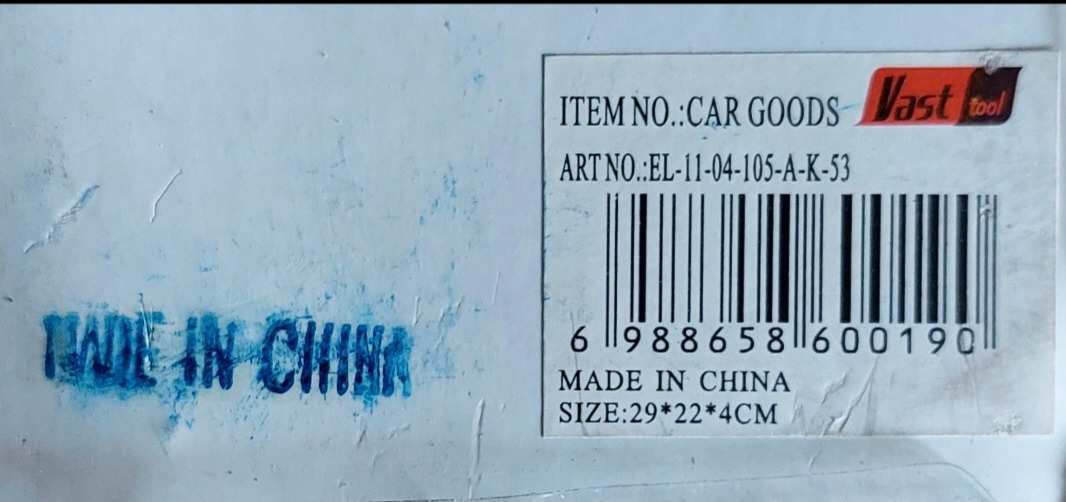 ITEM NO.:CAR GOODS Vast tool
ART NO.:EL-11-04-105-A-K-53
6 988658 600190
MADE IN CHINA
SIZE:29*22*4CM
IN CHINA